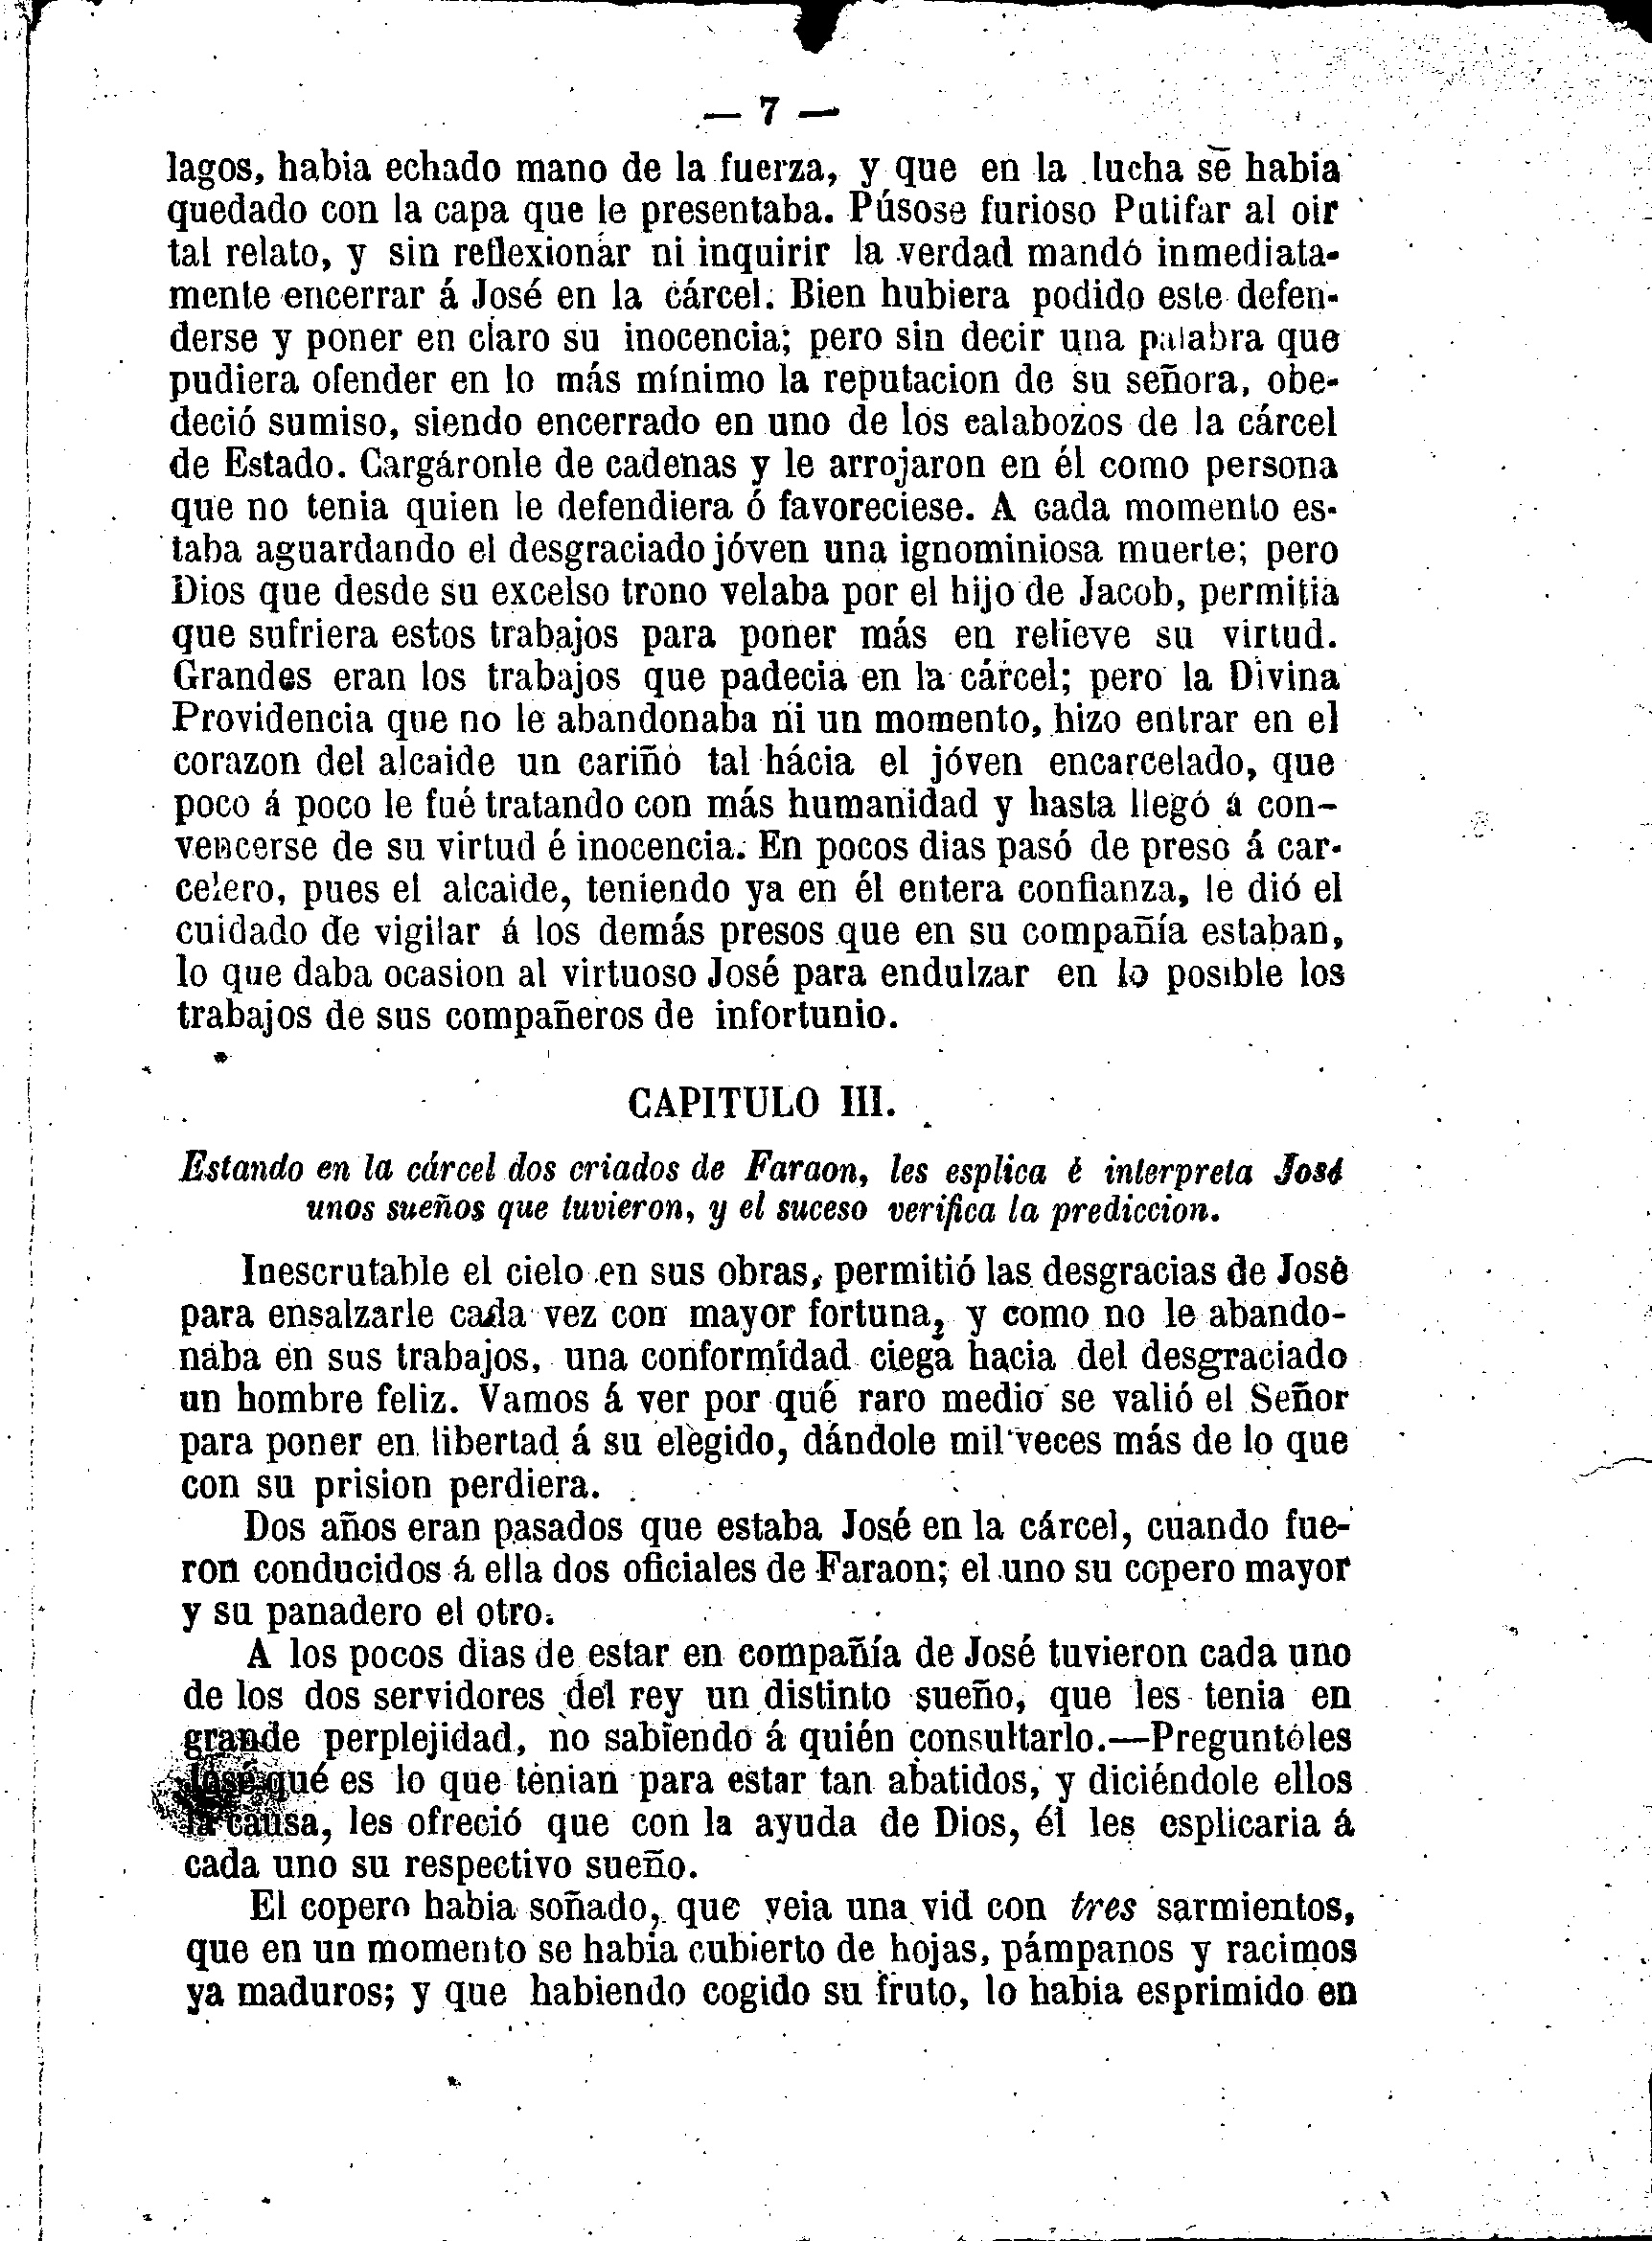 — 7 —
lagos, habia echado mano de la fuerza, y que en la lucha se habia
quedado con la capa que le presentaba. Púsose furioso Putifar al oir
tal relato, y sin reflexionar ni inquirir la verdad mandó inmediata-
mente encerrar á José en la cárcel. Bien hubiera podido este defen-
derse y poner en claro su inocencia; pero sin decir una palabra que
pudiera ofender en lo más mínimo la reputacion de su señora, obe-
deció sumiso, siendo encerrado en uno de los calabozos de la cárcel
de Estado. Cargáronle de cadenas y le arrojaron en él como persona
que no tenia quien le defendiera ó favoreciese. A cada momento es-
taba aguardando el desgraciado jóven una ignominiosa muerte; pero
Dios que desde su excelso trono velaba por el hijo de Jacob, permitia
que sufriera estos trabajos para poner más en relieve su virtud.
Grandes eran los trabajos que padecia en la cárcel; pero la Divina
Providencia que no le abandonaba ni un momento, hizo entrar en el
corazon del alcaide un cariño tal hácia el jóven encarcelado, que
poco á poco le fué tratando con más humanidad y hasta llegó á con-
vencerse de su virtud é inocencia. En pocos dias pasó de preso á car-
celero, pues el alcaide, teniendo ya en él entera confianza, le dió el
cuidado de vigilar á los demás presos que en su compañía estaban,
lo que daba ocasion al virtuoso José para endulzar en lo posible los
trabajos de sus compañeros de infortunio.
CAPITULO III.
Estando en la cárcel dos criados de Faraon, les esplica é interpreta José
unos sueños que tuvieron, y el suceso verifica la prediccion.
Inescrutable el cielo en sus obras, permitió las desgracias de José
para ensalzarle cada vez con mayor fortuna, y como no le abando-
naba en sus trabajos, una conformidad ciega hacia del desgraciado
un hombre feliz. Vamos á ver por qué raro medio se valió el Señor
para poner en libertad á su elegido, dándole mil veces más de lo que
con su prision perdiera.
Dos años eran pasados que estaba José en la cárcel, cuando fue-
ron conducidos á ella dos oficiales de Faraon; el uno su copero mayor
y su panadero el otro.
A los pocos dias de estar en compañía de José tuvieron cada uno
de los dos servidores del rey un distinto sueño, que les tenia en
grande perplejidad, no sabiendo á quién consultarlo.—Preguntóles
José qué es lo que tenian para estar tan abatidos, y diciéndole ellos
la causa, les ofreció que con la ayuda de Dios, él les esplicaria á
cada uno su respectivo sueño.
El copero habia soñado, que veia una vid con tres sarmientos,
que en un momento se habia cubierto de hojas, pámpanos y racimos
ya maduros; y que habiendo cogido su fruto, lo habia esprimido en